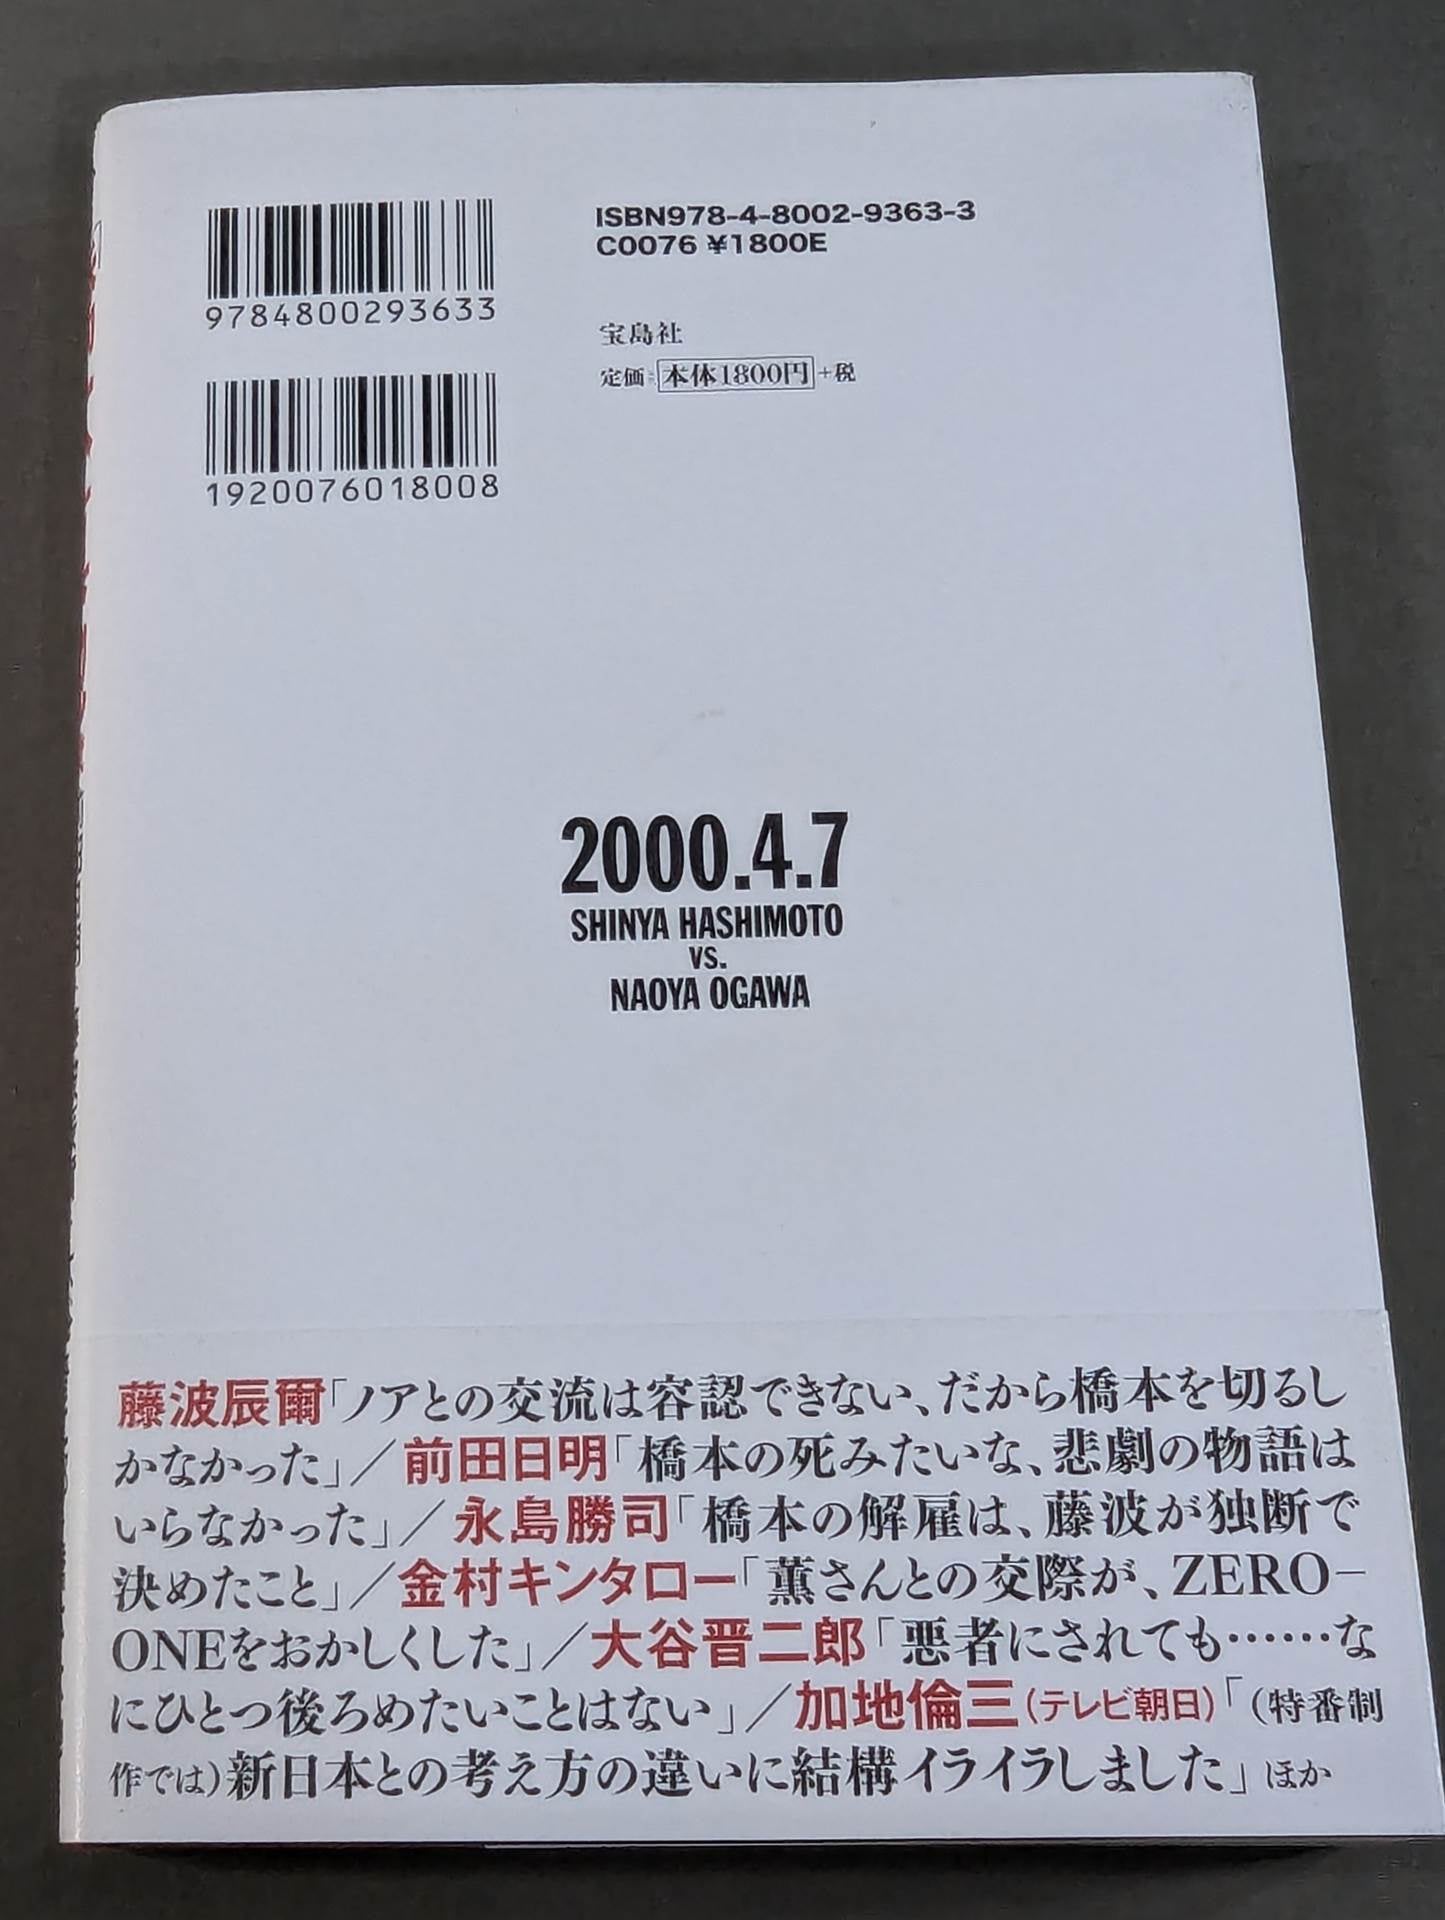 ISBN978-4-8002-9363-3
C0076 ¥1800E
9784800293633
宝島社
定価:本体1800円+税
1920076018008
2000.4.7
SHINYA HASHIMOTO
VS.
NAOYA OGAWA
藤波辰爾「ノアとの交流は容認できない、だから橋本を切るし
かなかった」／前田日明「橋本の死みたいな、悲劇の物語は
いらなかった」／永島勝司「橋本の解雇は、藤波が独断で
決めたこと」／金村キンタロー「薫さんとの交際が、ZERO-
ONEをおかしくした」／大谷晋二郎「悪者にされても……な
にひとつ後ろめたいことはない」／加地倫三(テレビ朝日)「(特番制
作では)新日本との考え方の違いに結構イライラしました」ほか